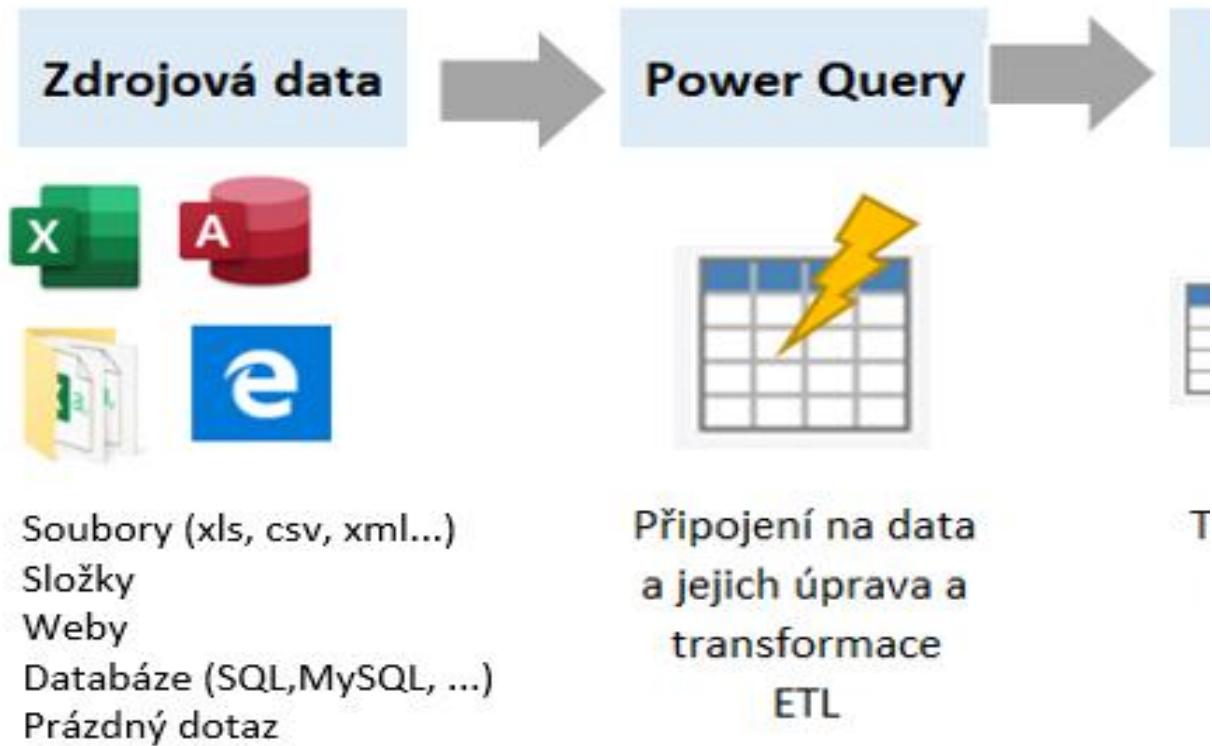 Zdrojová data
Power Query
X
A
Soubory (xls, csv, xml...)
Složky
Weby
Databáze (SQL,MySQL, ...)
Prázdný dotaz
Připojení na data
a jejich úprava a
transformace
ETL
T